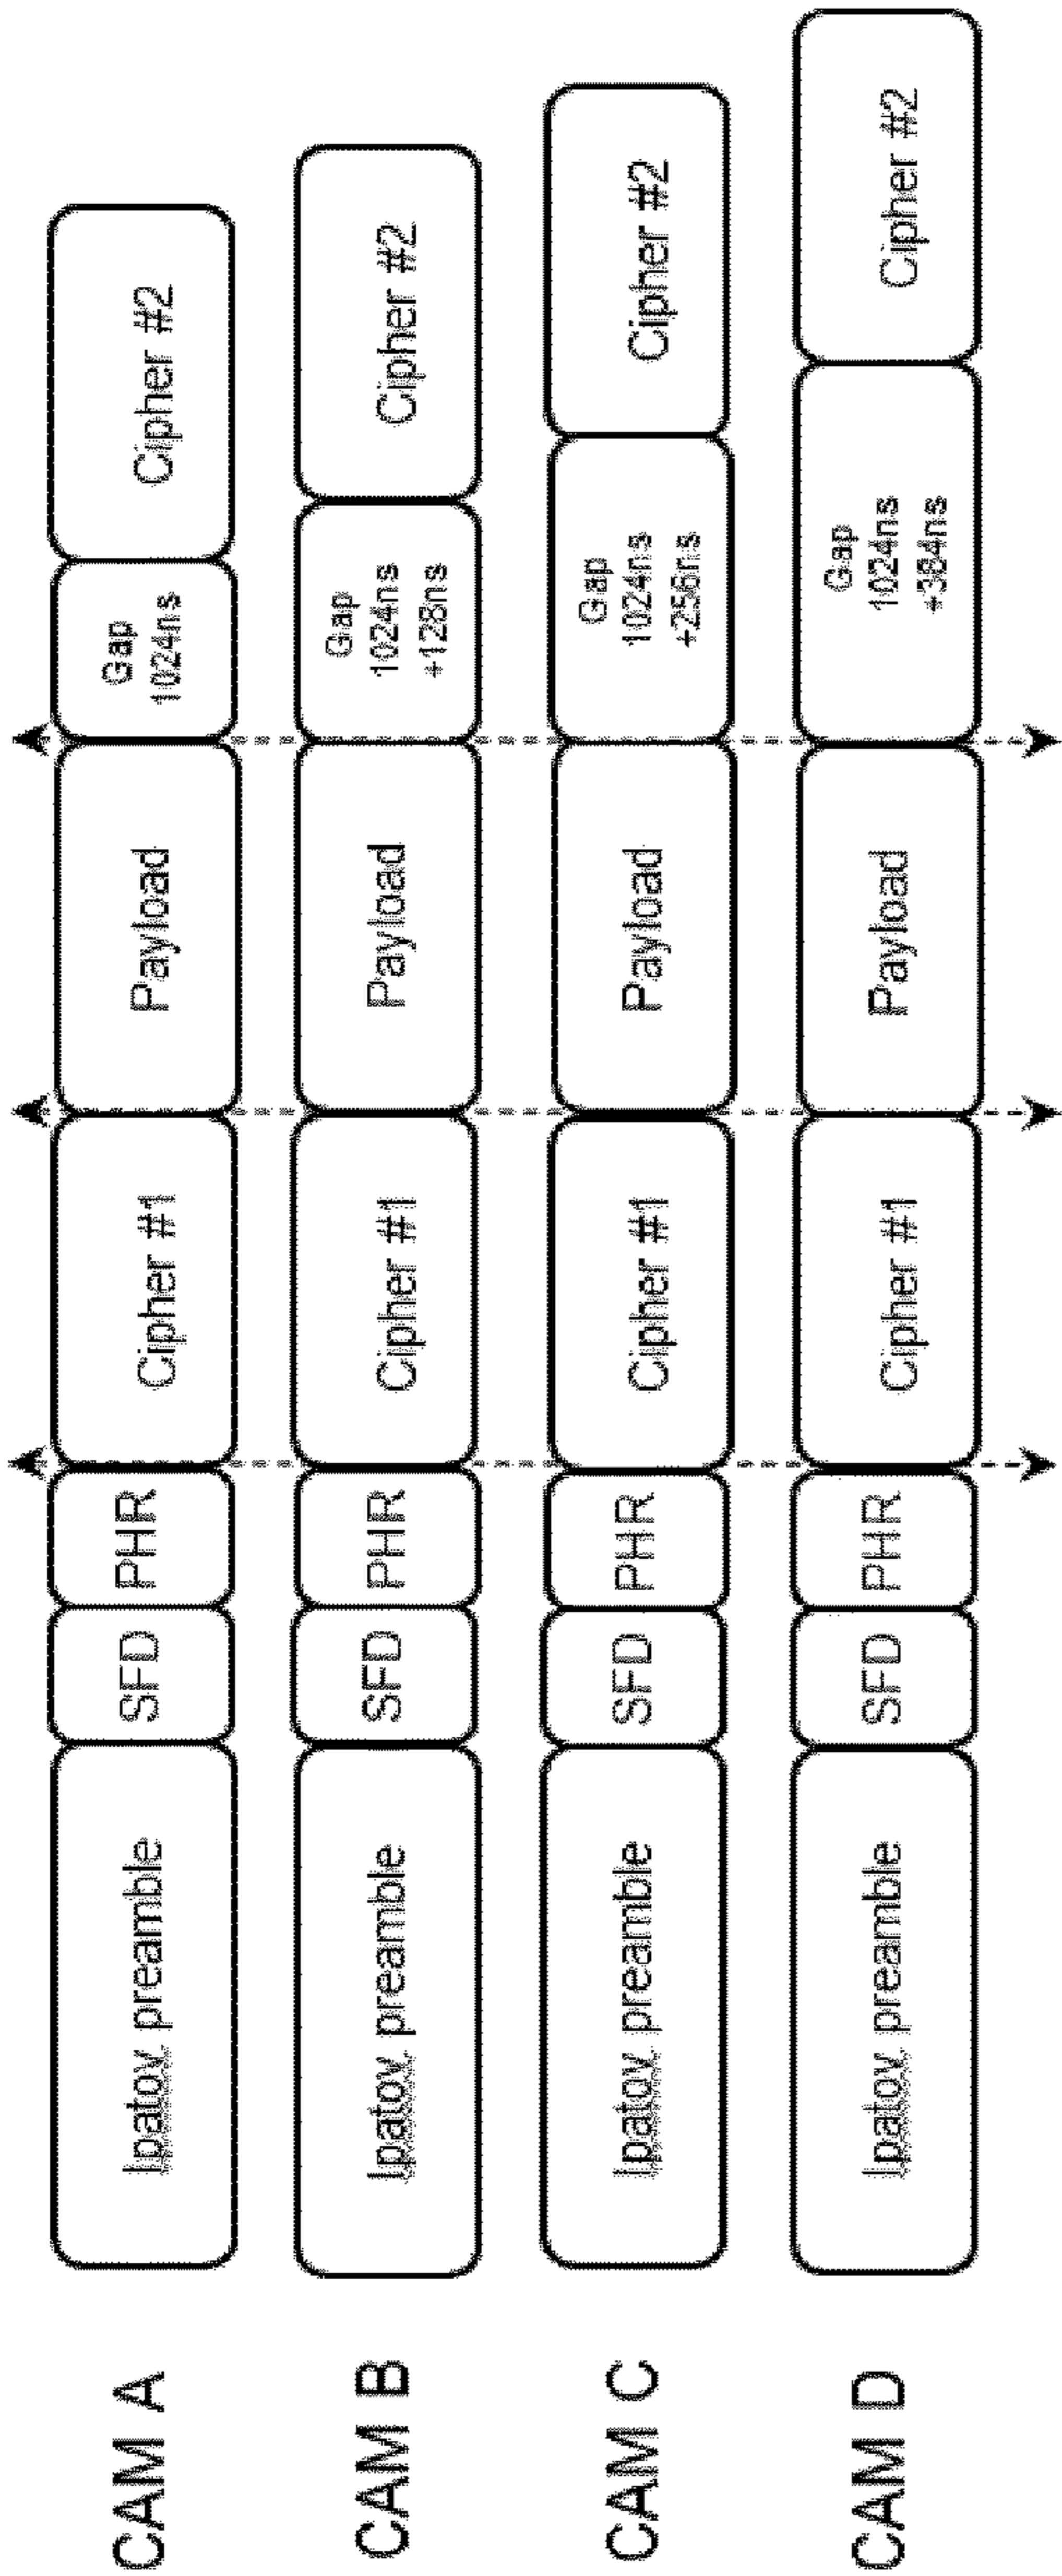 CAM A
Ipatov preamble
SFD
PHR
Cipher #1
Payload
Gap
1024ns
Cipher #2
CAM B
Ipatov preamble
SFD
PHR
Cipher #1
Payload
Gap
1024ns
+128ns
Cipher #2
CAM C
Ipatov preamble
SFD
PHR
Cipher #1
Payload
Gap
1024ns
+256ns
Cipher #2
CAM D
Ipatov preamble
SFD
PHR
Cipher #1
Payload
Gap
1024ns
+384ns
Cipher #2